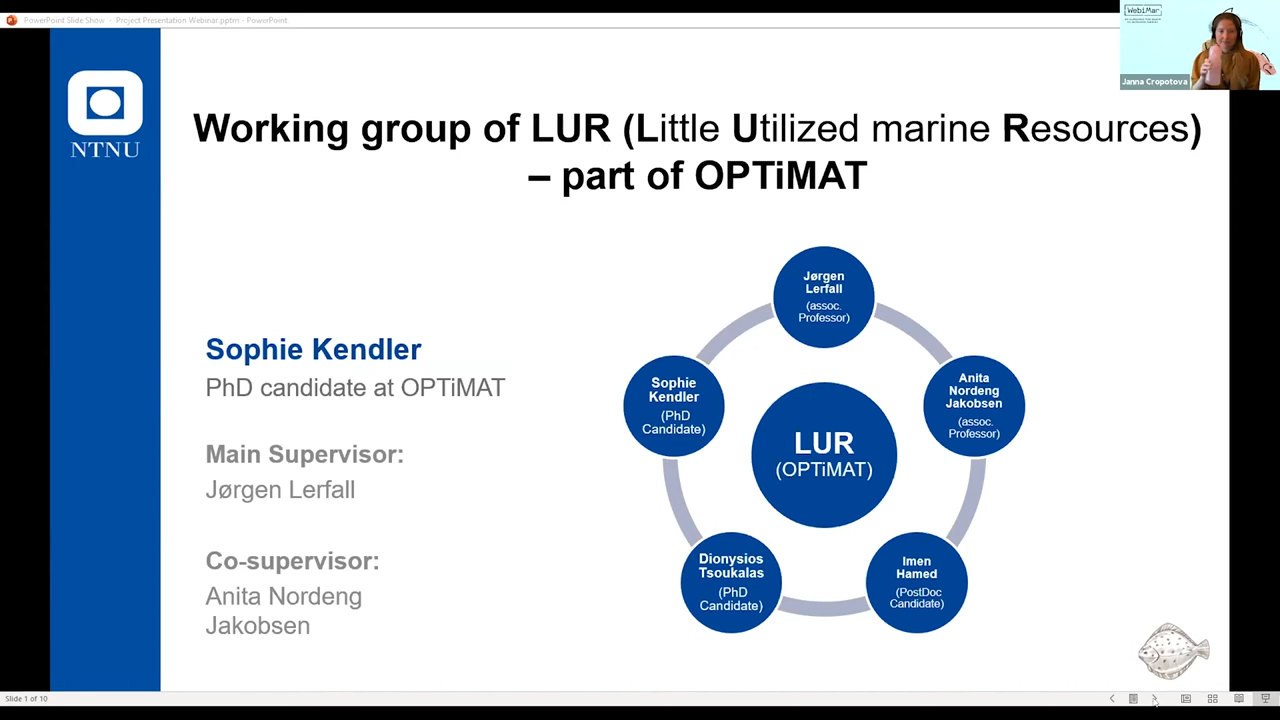 PowerPoint Slide Show - Project Presentation Webinar.pptm - PowerPoint
WebiMar
Janna Cropotova
NTNU
Working group of LUR (Little Utilized marine Resources)
– part of OPTiMAT
Sophie Kendler
PhD candidate at OPTiMAT
Main Supervisor:
Jørgen Lerfall
Co-supervisor:
Anita Nordeng
Jakobsen
Jørgen
Lerfall
(assoc.
Professor)
Sophie
Kendler
(PhD
Candidate)
Anita
Nordeng
Jakobsen
(assoc.
Professor)
LUR
(OPTiMAT)
Dionysios
Tsoukalas
(PhD
Candidate)
Imen
Hamed
(PostDoc
Candidate)
Slide 1 of 10